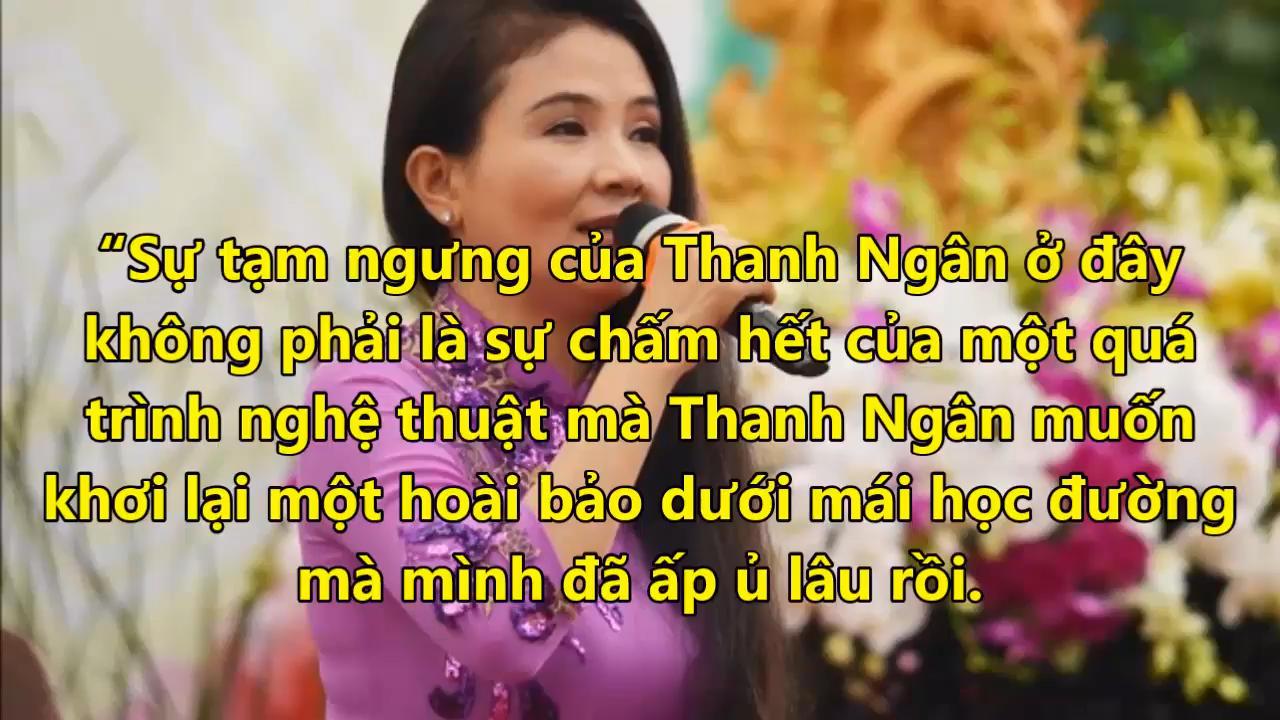 “Sự tạm ngưng của Thanh Ngân ở đây
không phải là sự chấm hết của một quá
trình nghệ thuật mà Thanh Ngân muốn
khơi lại một hoài bảo dưới mái học đường
mà mình đã ấp ủ lâu rồi.